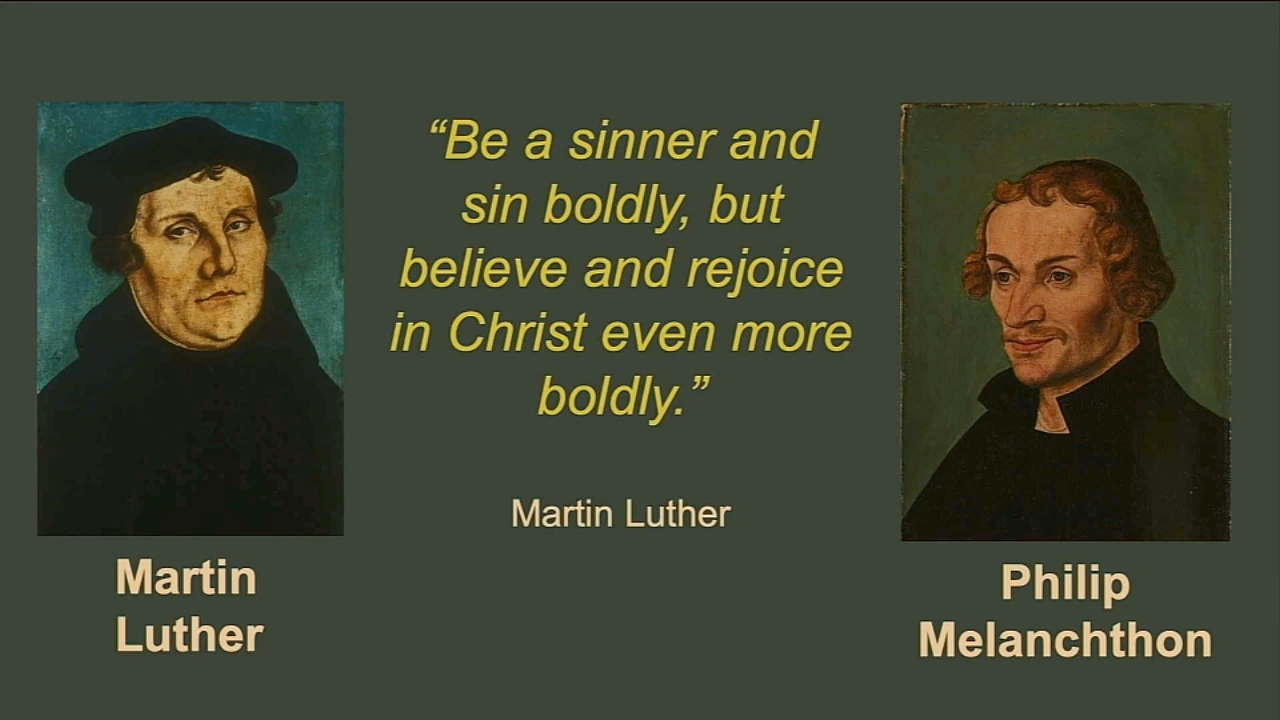 “Be a sinner and
sin boldly, but
believe and rejoice
in Christ even more
boldly.”
Martin Luther
Martin
Luther
Philip
Melanchthon